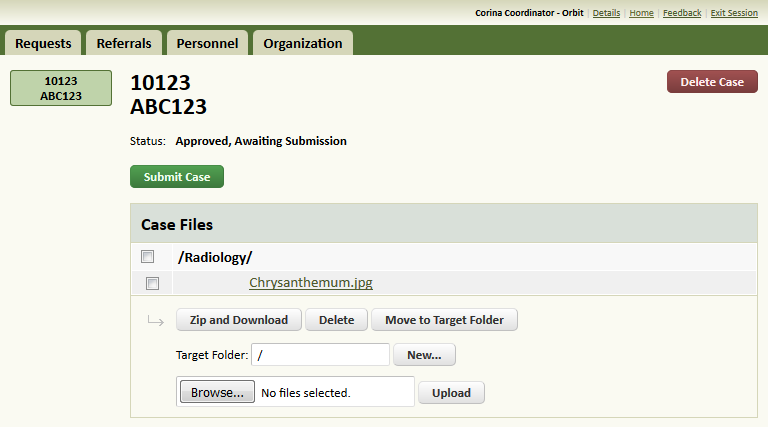 Corina Coordinator - Orbit | Details | Home | Feedback | Exit Session
Requests Referrals Personnel Organization
10123
ABC123
10123
ABC123
Delete Case
Status: Approved, Awaiting Submission
Submit Case
Case Files
/Radiology/
Chrysanthemum.jpg
Zip and Download Delete Move to Target Folder
Target Folder: / New...
Browse... No files selected. Upload